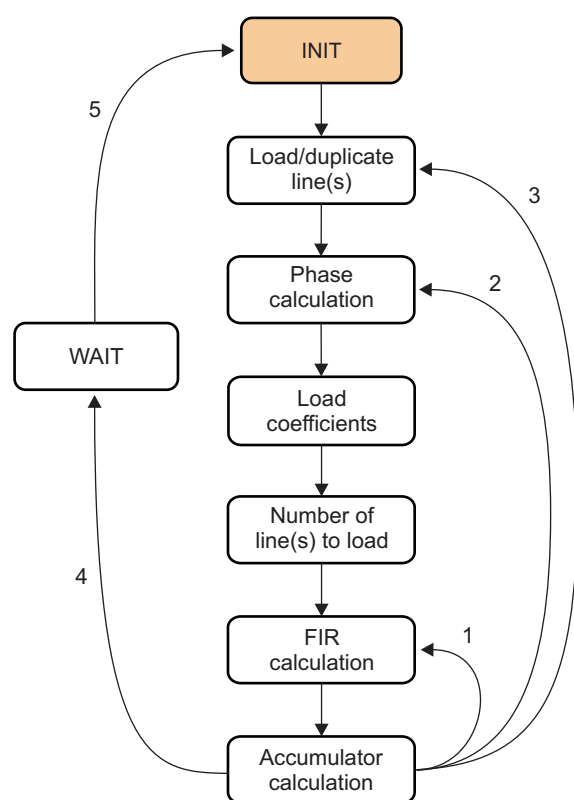 INIT
5
Load/duplicate
line(s)
3
Phase
calculation
2
WAIT
Load
coefficients
Number of
line(s) to load
4
FIR
calculation
1
Accumulator
calculation